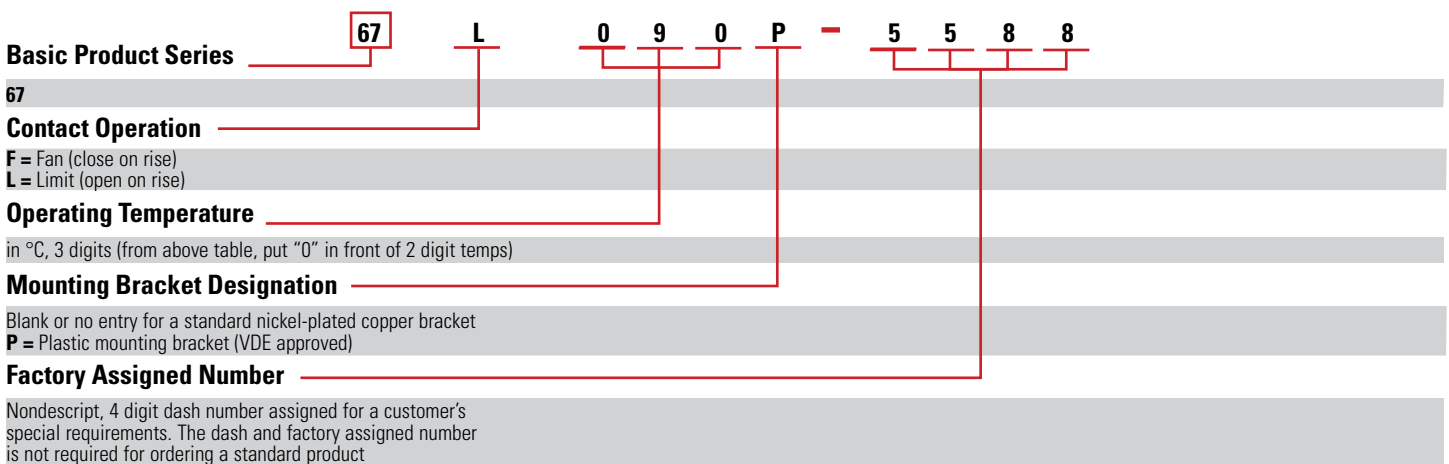 67 L 0 9 0 P - 5 5 8 8
Basic Product Series
67
Contact Operation
F = Fan (close on rise)
L = Limit (open on rise)
Operating Temperature
in °C, 3 digits (from above table, put “0” in front of 2 digit temps)
Mounting Bracket Designation
Blank or no entry for a standard nickel-plated copper bracket
P = Plastic mounting bracket (VDE approved)
Factory Assigned Number
Nondescript, 4 digit dash number assigned for a customer’s
special requirements. The dash and factory assigned number
is not required for ordering a standard product